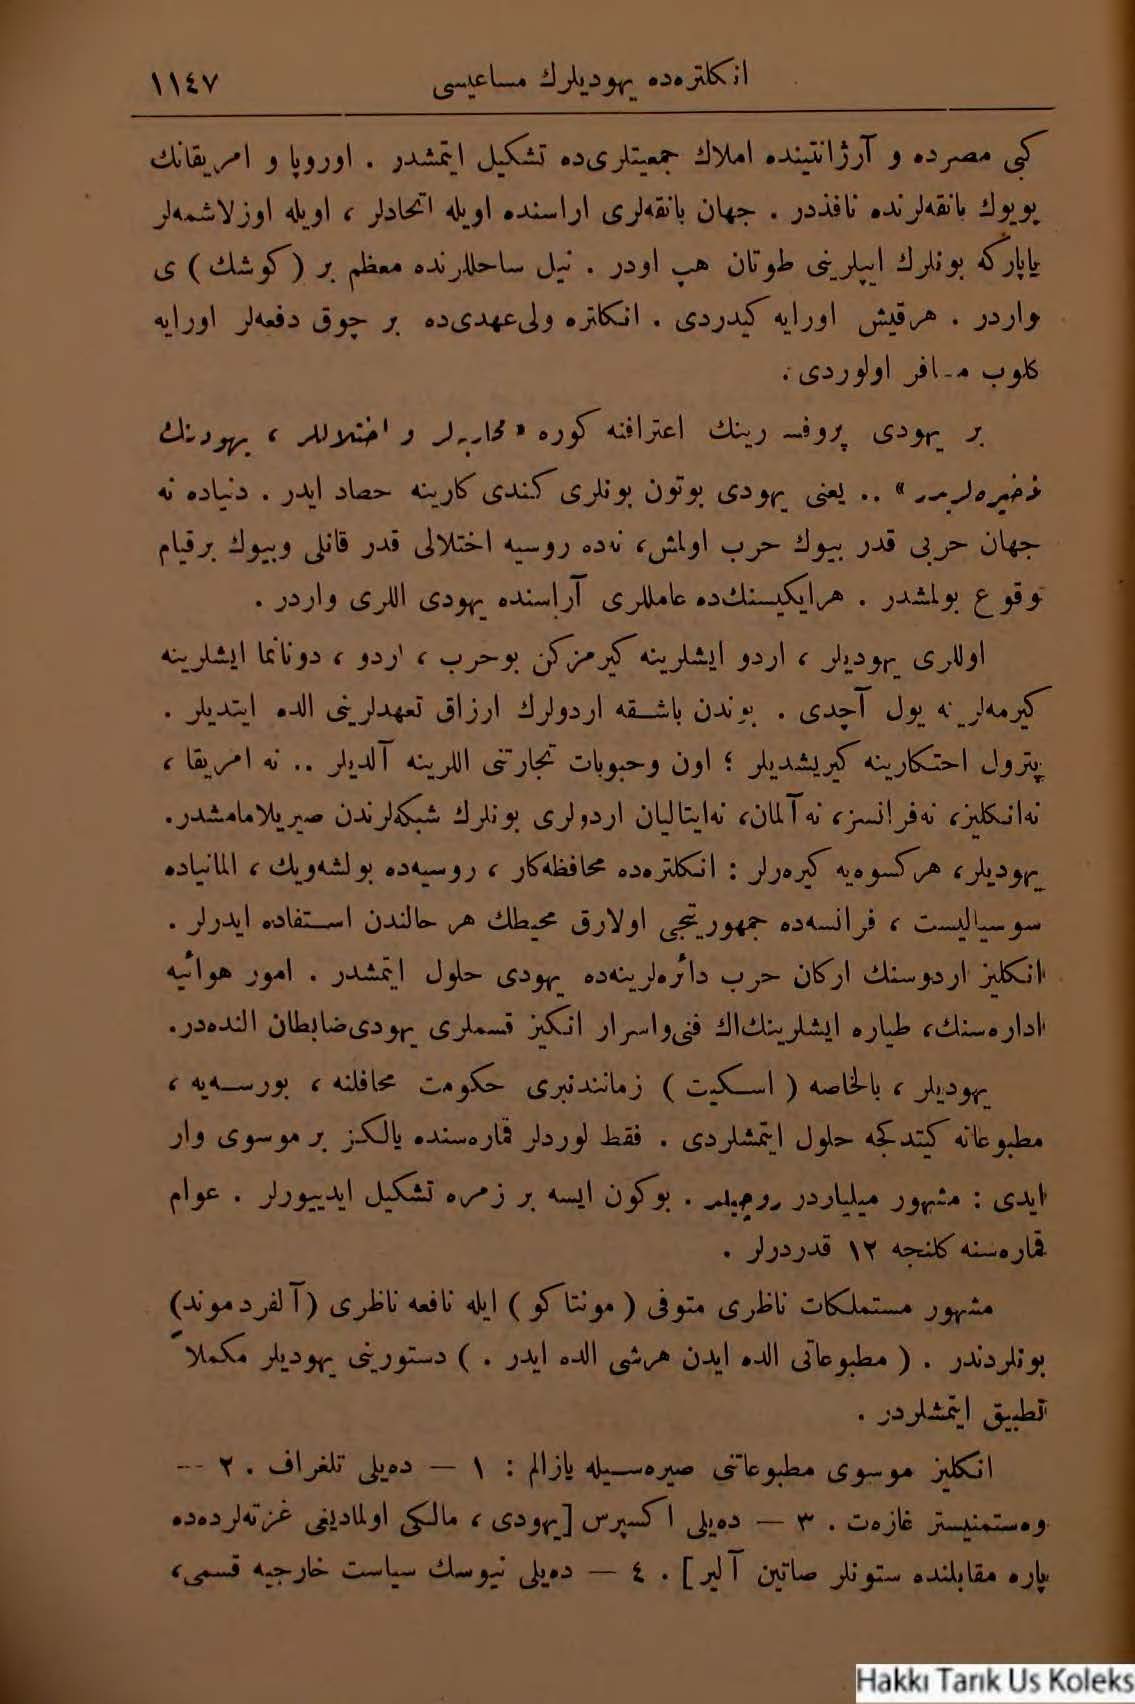 انكلتره‌ده یهودیلرك مساعیسی ١١٤٧
كبی مصرده و آرژانتینده املاك جمعیتلری‌ده تشكیل ایتمشدر . اوروپا و امریقانك
بویوك بانقه‌لرنده نافذدر . جهان بانقه‌لری اراسنده اویله اتحادلر ، اویله اوزلاشمه‌لر
یاپاركه بونلرك ایپلرینی طوتان هپ اودر . نیل ساحللرنده معظم بر ( كوشك ) ی
واردر . هرقیش اورایه كیدردی . انكلتره ولی‌عهدی‌ده بر چوق دفعه‌لر اورایه
كلوب مسافر اولوردی .
بر یهودی پروفسورینك اعترافنه كوره « محاربه‌لر و اختلاللر ، یهودینك
ذخیره‌لریدر » .. یعنی یهودی بوتون بونلری كندی كارینه حصاد ایدر . دنیاده نه
جهان حربی قدر بیوك حرب اولمش، نه‌ده روسیه اختلالی قدر قانلی وبیوك برقیام
وقوع بولمشدر . هرایكیسنك‌ده عامللری آراسنده یهودی اللری واردر .
اوللری یهودیلر ، اردو ایشلرینه كیرمزكن بوحرب ، اردو ، دونانما ایشلرینه
كیرمه‌لرینه یول آچدی . بوندن باشقه اردولرك ارزاق تعهدلرینی الده ایتدیلر .
پترول احتكارینه كیریشدیلر ؛ اون وحبوبات تجارتنی اللرینه آلدیلر .. نه امریقا ،
نه‌انكلیز، نه‌فرانسز، نه آلمان، نه‌ایتالیان اردولری بونلرك شبكه‌لرندن صیریلامامشدر.
یهودیلر، هركسوه‌یه كیره‌رلر : انكلتره‌ده محافظه‌كار ، روسیه‌ده بولشه‌ویك ، المانیاده
سوسیالیست ، فرانسه‌ده جمهوریتجی اولارق محیطك هر حالندن استفاده ایدرلر .
انكلیز اردوسنك اركان حرب دائره‌لرینه‌ده یهودی حلول ایتمشدر . امور هوائیه
اداره‌سنك، طیاره ایشلرینك‌اك فنی‌واسرار انكیز قسملری یهودی‌ضابطان النده‌در.
یهودیلر ، بالخاصه ( اسكیت ) زمانندنبری حكومت محافلنه ، بورسه‌یه ،
مطبوعاته كیتدكجه حلول ایتمشلردی . فقط لوردلر قماره‌سنده یالكز بر موسوی وار
ایدی : مشهور میلیاردر روچیلد . بوكون ایسه بر زمره تشكیل ایدییورلر . عوام
قماره‌سنه كلنجه ١٢ قدردرلر .
مشهور مستملكات ناظری متوفی ( مونتاكو ) ایله نافعه ناظری (آلفردموند)
بونلردندر . ( مطبوعاتی الده ایدن هرشی الده ایدر . ) دستورینی یهودیلر مكملاً
تطبیق ایتمشلردر .
انكلیز موسوی مطبوعاتنی صیره‌سیله یازالم : ١ — ده‌یلی تلغراف . ٢ —
وه‌ستمنیستر غازه‌ت . ٣ — ده‌یلی اكسپرس [یهودی ، مالكی اولمادیغی غزته‌لرده‌ده
پاره مقابلنده ستونلر صاتین آلیر] . ٤ — ده‌یلی نیوسك سیاست خارجیه قسمی،
Hakkı Tarık Us Koleks